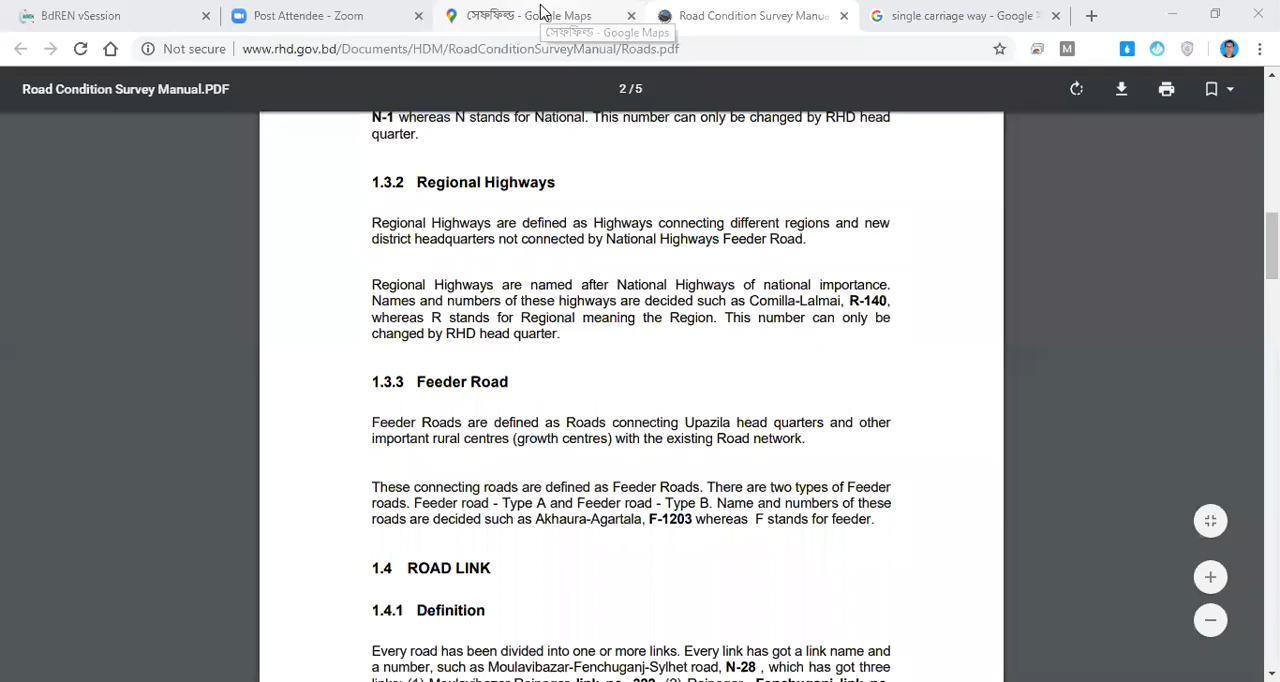 BdREN vSession
Post Attendee - Zoom
সেফফিল্ড - Google Maps
Road Condition Survey Manua
single carriage way - Google
সেফফিল্ড - Google Maps
Not secure
www.rhd.gov.bd/Documents/HDM/RoadConditionSurveyManual/Roads.pdf
M
Road Condition Survey Manual.PDF
2 / 5
N-1 whereas N stands for National. This number can only be changed by RHD head
quarter.
1.3.2 Regional Highways
Regional Highways are defined as Highways connecting different regions and new
district headquarters not connected by National Highways Feeder Road.
Regional Highways are named after National Highways of national importance.
Names and numbers of these highways are decided such as Comilla-Lalmai, R-140,
whereas R stands for Regional meaning the Region. This number can only be
changed by RHD head quarter.
1.3.3 Feeder Road
Feeder Roads are defined as Roads connecting Upazila head quarters and other
important rural centres (growth centres) with the existing Road network.
These connecting roads are defined as Feeder Roads. There are two types of Feeder
roads. Feeder road - Type A and Feeder road - Type B. Name and numbers of these
roads are decided such as Akhaura-Agartala, F-1203 whereas F stands for feeder.
1.4 ROAD LINK
1.4.1 Definition
Every road has been divided into one or more links. Every link has got a link name and
a number, such as Moulavibazar-Fenchuganj-Sylhet road, N-28 , which has got three